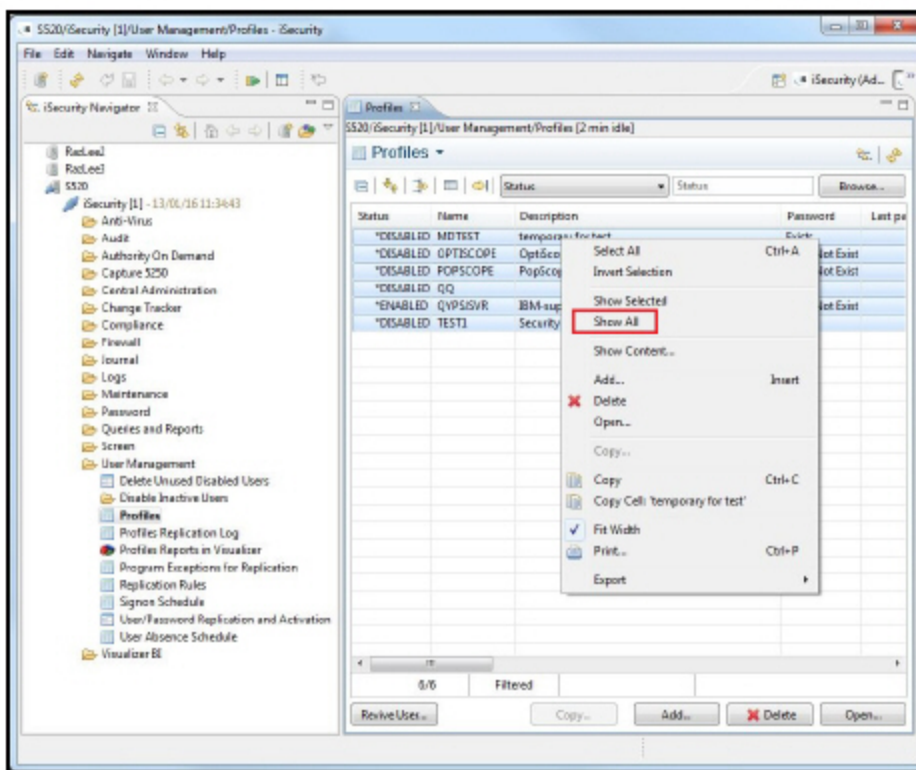 S520/iSecurity [1]/User Management/Profiles - iSecurity
File Edit Navigate Window Help
iSecurity (Ad...
iSecurity Navigator
Profiles
S520/iSecurity [1]/User Management/Profiles [2 min idle]
RazLee2
RazLee3
S520
iSecurity [1] - 13/01/16 11:34:43
Anti-Virus
Audit
Authority On Demand
Capture 5250
Central Administration
Change Tracker
Compliance
Firewall
Journal
Logs
Maintenance
Password
Queries and Reports
Screen
User Management
Delete Unused Disabled Users
Disable Inactive Users
Profiles
Profiles Replication Log
Profiles Reports in Visualizer
Program Exceptions for Replication
Replication Rules
Signon Schedule
User/Password Replication and Activation
User Absence Schedule
Visualizer BI
Profiles
Status Status Browse...
Status Name Description Password Last pa
*DISABLED MDTEST temporary for test Exists
*DISABLED OPTISCOPE OptiSco Not Exist
*DISABLED POPSCOPE PopScop Not Exist
*DISABLED QQ
*ENABLED QYPSJSVR IBM-sup Not Exist
*DISABLED TEST1 Security
Select All Ctrl+A
Invert Selection
Show Selected
Show All
Show Content...
Add... Insert
Delete
Open...
Copy...
Copy Ctrl+C
Copy Cell: 'temporary for test'
Fit Width
Print... Ctrl+P
Export
6/6 Filtered
Revive User... Copy... Add... Delete Open...